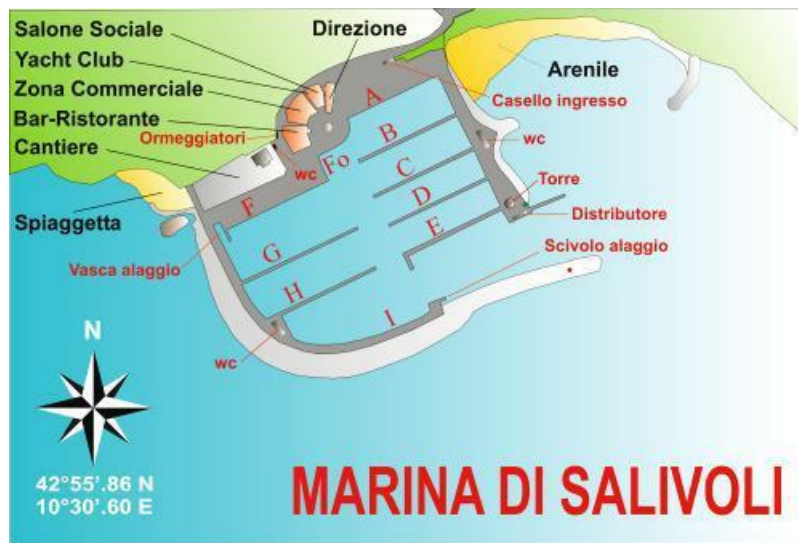 Salone Sociale
Direzione
Yacht Club
Zona Commerciale
Bar-Ristorante
Cantiere
Ormeggiatori
Arenile
Casello ingresso
A
B
wc
wc
Fo
C
Torre
D
Distributore
F
E
Spiaggetta
Scivolo alaggio
G
Vasca alaggio
H
I
wc
N
42°55'.86 N
10°30'.60 E
MARINA DI SALIVOLI